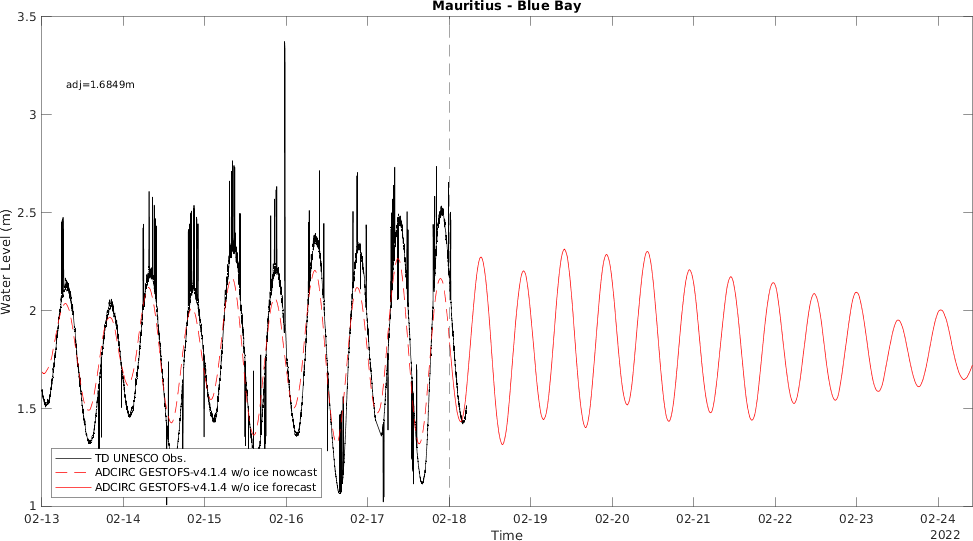 Mauritius - Blue Bay
3.5
adj=1.6849m
3
2.5
Water Level (m)
2
1.5
TD UNESCO Obs.
ADCIRC GESTOFS-v4.1.4 w/o ice nowcast
ADCIRC GESTOFS-v4.1.4 w/o ice forecast
1
02-13 02-14 02-15 02-16 02-17 02-18 02-19 02-20 02-21 02-22 02-23 02-24
Time 2022